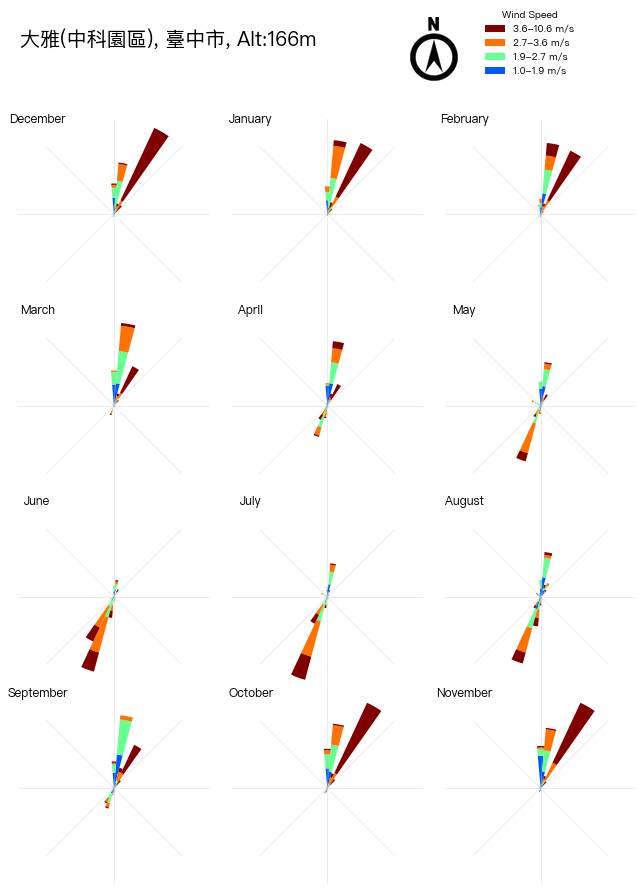 N
Wind Speed
大雅(中科園區), 臺中市, Alt:166m
3.6–10.6 m/s
2.7–3.6 m/s
1.9–2.7 m/s
1.0–1.9 m/s
December
January
February
March
April
May
June
July
August
September
October
November